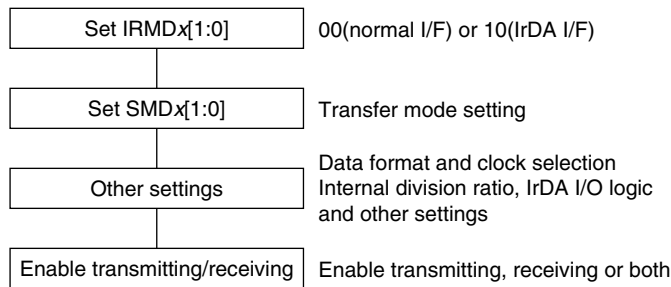 Set IRMDx[1:0]
00(normal I/F) or 10(IrDA I/F)
Set SMDx[1:0]
Transfer mode setting
Other settings
Data format and clock selection
Internal division ratio, IrDA I/O logic
and other settings
Enable transmitting/receiving
Enable transmitting, receiving or both